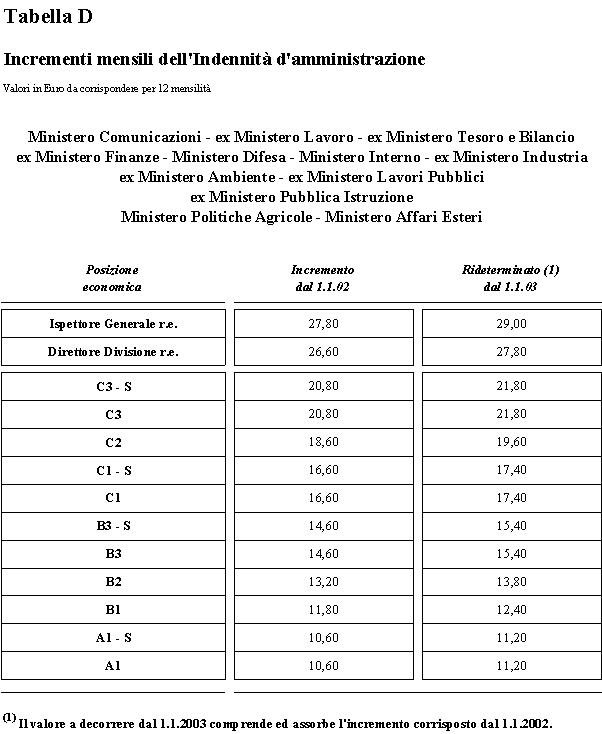 Tabella D
Incrementi mensili dell'Indennità d'amministrazione
Valori in Euro da corrispondere per 12 mensilità
Ministero Comunicazioni - ex Ministero Lavoro - ex Ministero Tesoro e Bilancio
ex Ministero Finanze - Ministero Difesa - Ministero Interno - ex Ministero Industria
ex Ministero Ambiente - ex Ministero Lavori Pubblici
ex Ministero Pubblica Istruzione
Ministero Politiche Agricole - Ministero Affari Esteri
Posizione Incremento Rideterminato (1)
economica dal 1.1.02 dal 1.1.03
Ispettore Generale r.e. 27,80 29,00
Direttore Divisione r.e. 26,60 27,80
C3 - S 20,80 21,80
C3 20,80 21,80
C2 18,60 19,60
C1 - S 16,60 17,40
C1 16,60 17,40
B3 - S 14,60 15,40
B3 14,60 15,40
B2 13,20 13,80
B1 11,80 12,40
A1 - S 10,60 11,20
A1 10,60 11,20
(1) Il valore a decorrere dal 1.1.2003 comprende ed assorbe l'incremento corrisposto dal 1.1.2002.